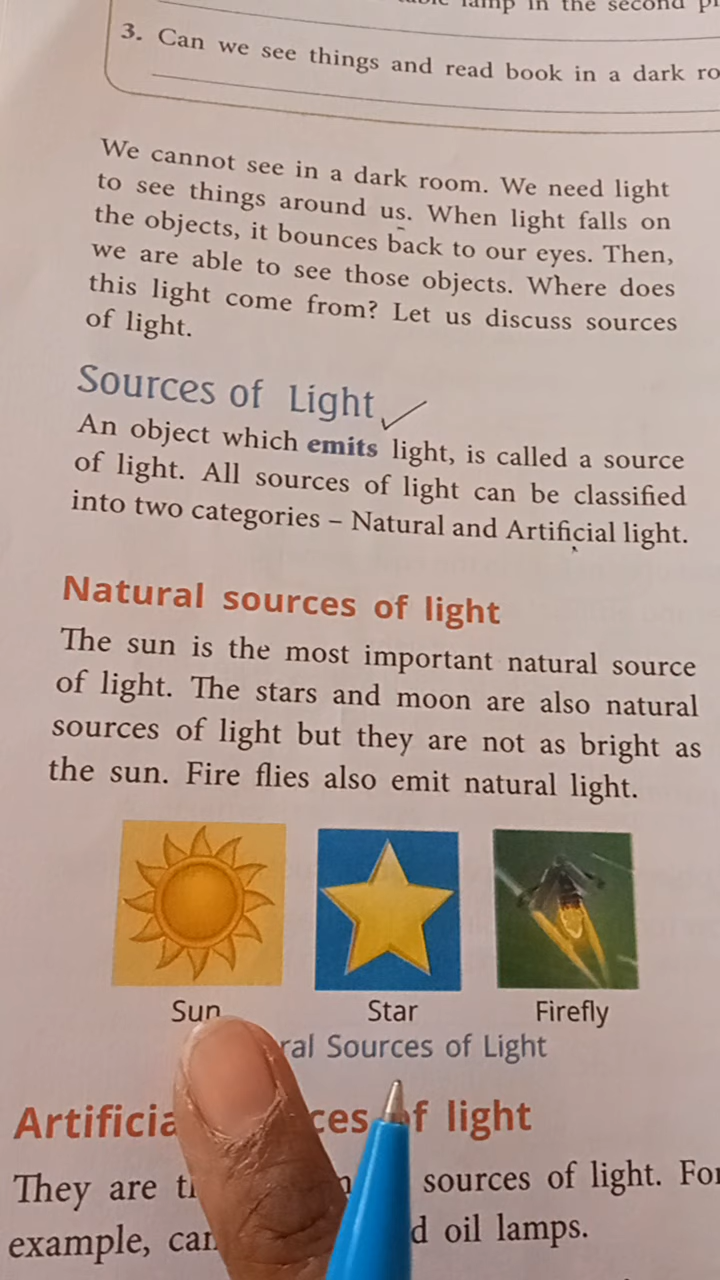 lamp in the second
3. Can we see things and read book in a dark
We cannot see in a dark room. We need light
to see things around us. When light falls on
the objects, it bounces back to our eyes. Then,
we are able to see those objects. Where does
this light come from? Let us discuss sources
of light.
Sources of Light
An object which emits light, is called a source
of light. All sources of light can be classified
into two categories – Natural and Artificial light.
Natural sources of light
The sun is the most important natural source
of light. The stars and moon are also natural
sources of light but they are not as bright as
the sun. Fire flies also emit natural light.
Sun Star Firefly
Sources of Light
of light
They are sources of light.
example, oil lamps.